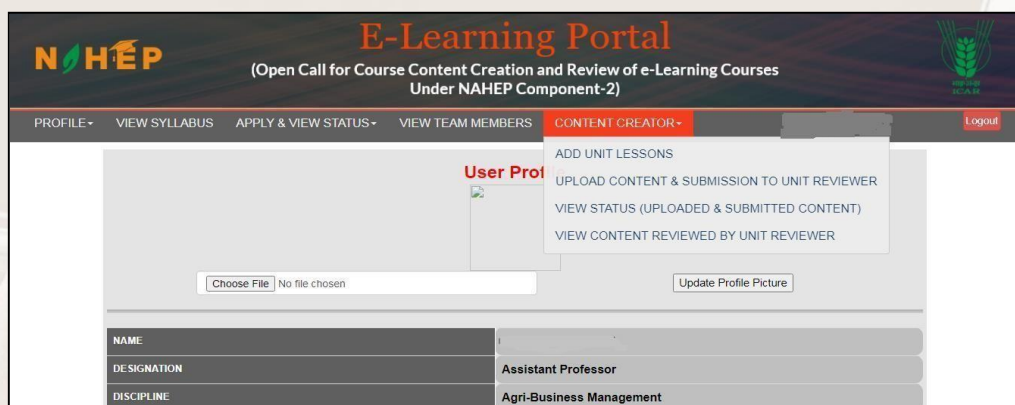 NAHEP
E-Learning Portal
(Open Call for Course Content Creation and Review of e-Learning Courses
Under NAHEP Component-2)
ICAR
PROFILE VIEW SYLLABUS APPLY & VIEW STATUS VIEW TEAM MEMBERS CONTENT CREATOR Logout
ADD UNIT LESSONS
UPLOAD CONTENT & SUBMISSION TO UNIT REVIEWER
VIEW STATUS (UPLOADED & SUBMITTED CONTENT)
VIEW CONTENT REVIEWED BY UNIT REVIEWER
User Prof
Choose File No file chosen Update Profile Picture
NAME
DESIGNATION Assistant Professor
DISCIPLINE Agri-Business Management